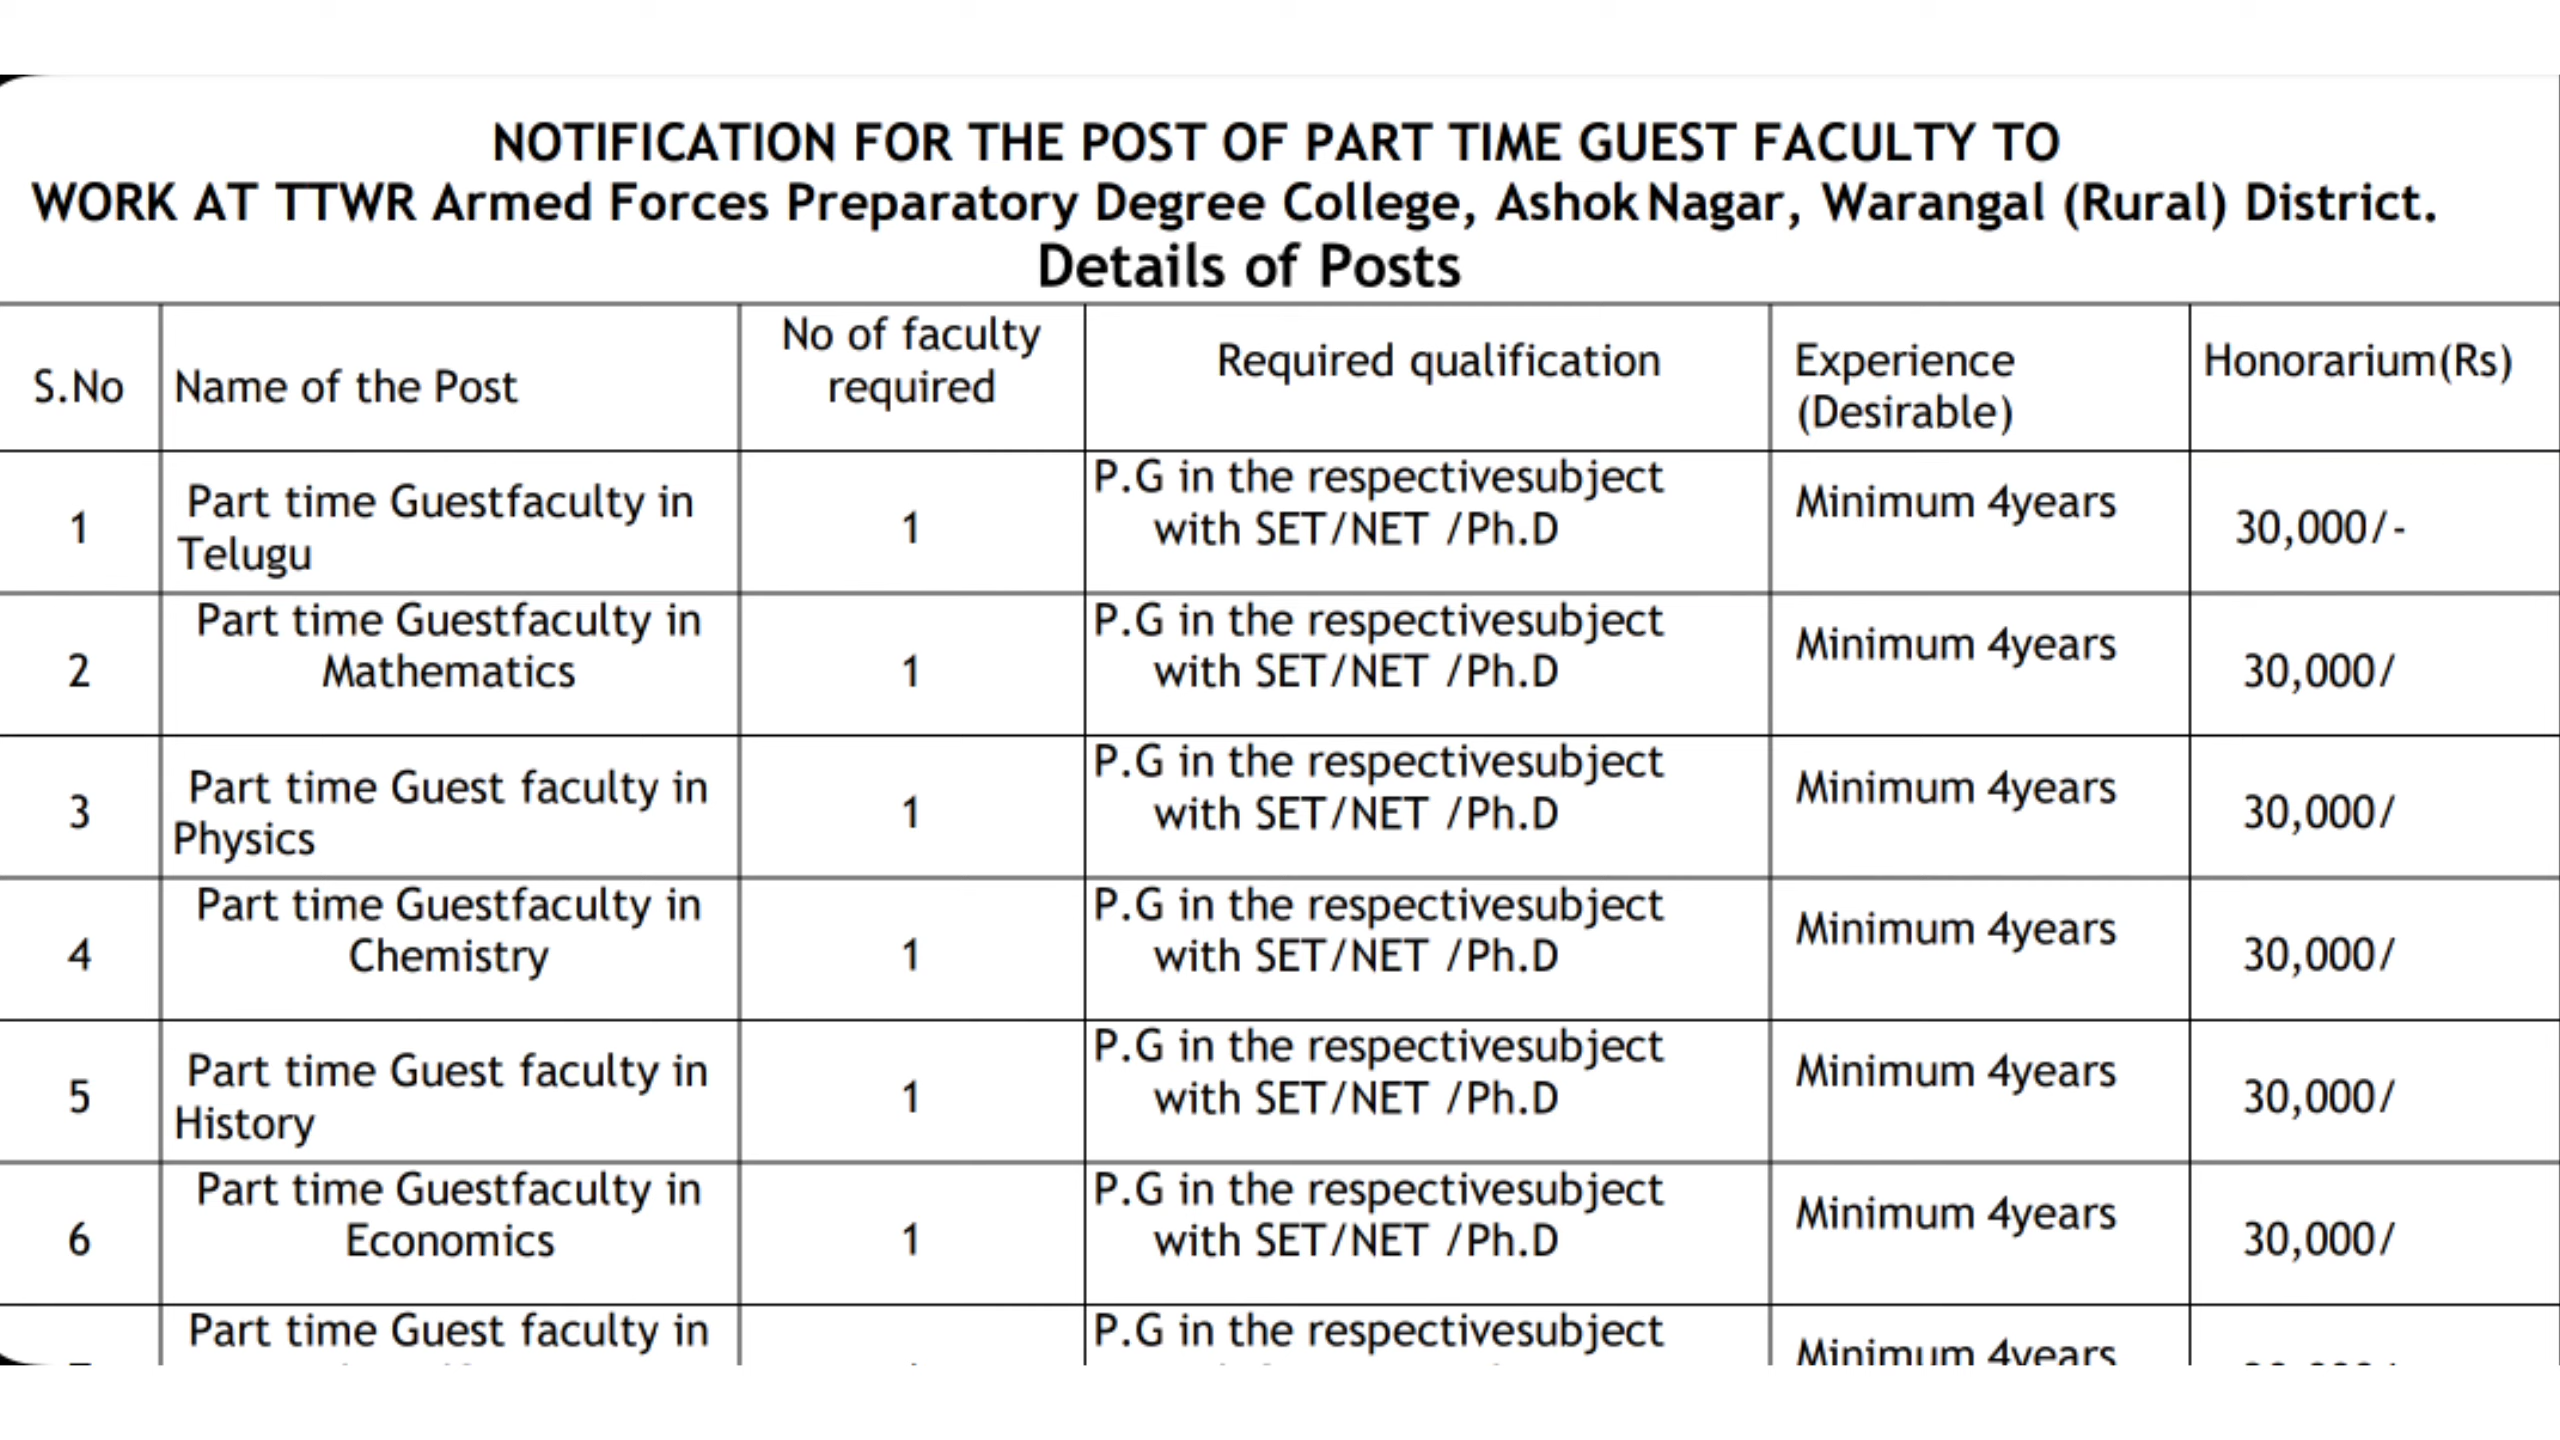 NOTIFICATION FOR THE POST OF PART TIME GUEST FACULTY TO
WORK AT TTWR Armed Forces Preparatory Degree College, Ashok Nagar, Warangal (Rural) District.
Details of Posts
S.No Name of the Post No of faculty required Required qualification Experience (Desirable) Honorarium(Rs)
1 Part time Guestfaculty in Telugu 1 P.G in the respectivesubject with SET/NET /Ph.D Minimum 4years 30,000/-
2 Part time Guestfaculty in Mathematics 1 P.G in the respectivesubject with SET/NET /Ph.D Minimum 4years 30,000/
3 Part time Guest faculty in Physics 1 P.G in the respectivesubject with SET/NET /Ph.D Minimum 4years 30,000/
4 Part time Guestfaculty in Chemistry 1 P.G in the respectivesubject with SET/NET /Ph.D Minimum 4years 30,000/
5 Part time Guest faculty in History 1 P.G in the respectivesubject with SET/NET /Ph.D Minimum 4years 30,000/
6 Part time Guestfaculty in Economics 1 P.G in the respectivesubject with SET/NET /Ph.D Minimum 4years 30,000/
Part time Guest faculty in P.G in the respectivesubject Minimum 4years